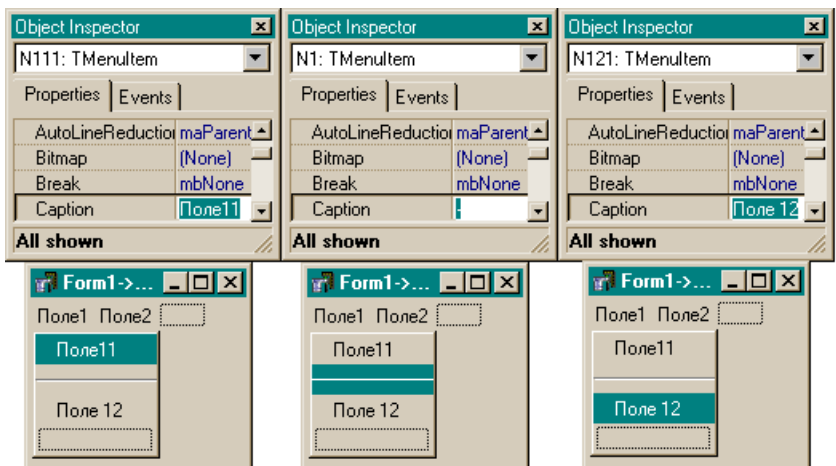 Object Inspector
N111: TMenuItem
Properties Events
AutoLineReduction maParent
Bitmap (None)
Break mbNone
Caption Поле11
All shown
Form1->...
Поле1 Поле2
Поле11
Поле 12
Object Inspector
N1: TMenuItem
Properties Events
AutoLineReduction maParent
Bitmap (None)
Break mbNone
Caption -
All shown
Form1->...
Поле1 Поле2
Поле11
Поле 12
Object Inspector
N121: TMenuItem
Properties Events
AutoLineReduction maParent
Bitmap (None)
Break mbNone
Caption Поле 12
All shown
Form1->...
Поле1 Поле2
Поле11
Поле 12